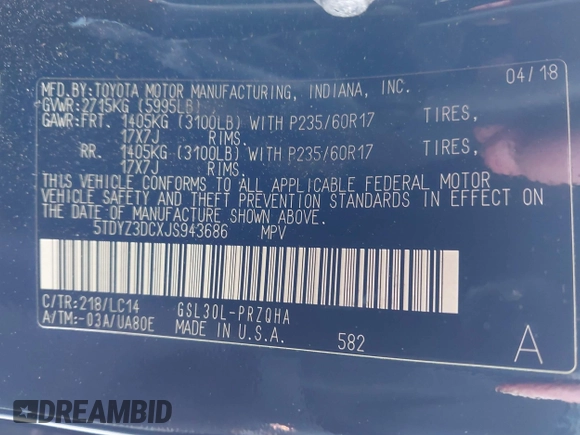 MFD.BY:TOYOTA MOTOR MANUFACTURING, INDIANA, INC. 04/18
GVWR:2715KG (5995LB)
GAWR:FRT. 1405KG (3100LB) WITH P235/60R17 TIRES,
17X7J RIMS.
RR. 1405KG (3100LB) WITH P235/60R17 TIRES,
17X7J RIMS.
THIS VEHICLE CONFORMS TO ALL APPLICABLE FEDERAL MOTOR
VEHICLE SAFETY AND THEFT PREVENTION STANDARDS IN EFFECT ON
THE DATE OF MANUFACTURE SHOWN ABOVE.
5TDYZ3DCXJS943686 MPV
C/TR:218/LC14 GSL30L-PRZQHA
A/TM:-03A/UA80E MADE IN U.S.A. 582 A
DREAMBID